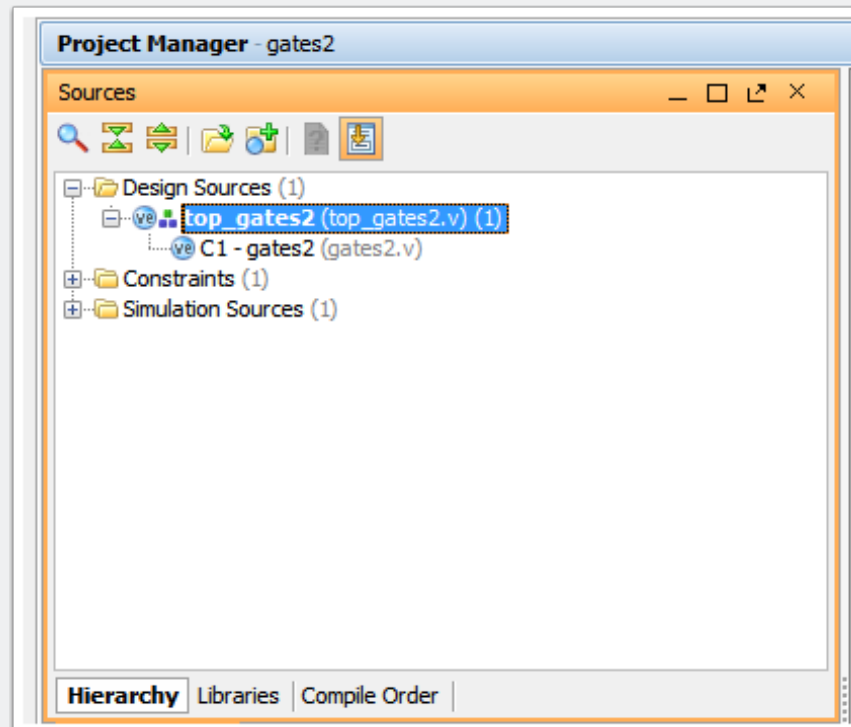 Project Manager - gates2
Sources
Design Sources (1)
top_gates2 (top_gates2.v) (1)
C1 - gates2 (gates2.v)
Constraints (1)
Simulation Sources (1)
Hierarchy Libraries Compile Order